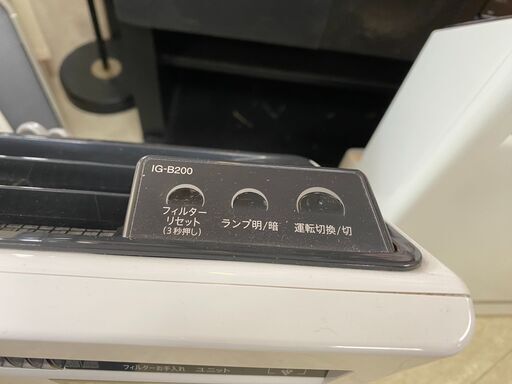 IG-B200
フィルター
リセット
(3秒押し)
ランプ明/暗
運転切換/切
フィルターお手入れ ユニット